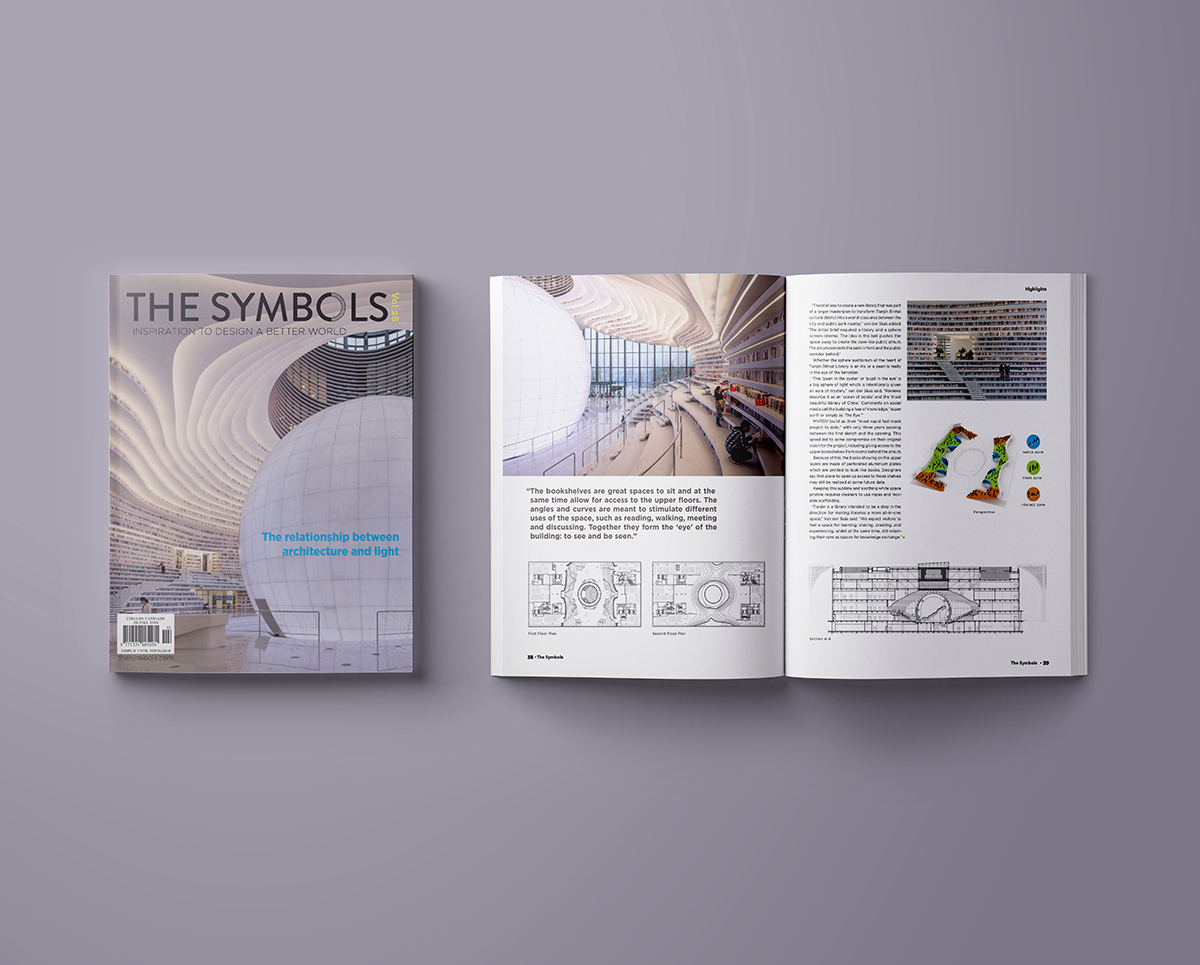 THE SYMBOLS
Vol 28
INSPIRATION TO DESIGN A BETTER WORLD
The relationship between
architecture and light
thesymbols.com
"The bookshelves are great spaces to sit and at the
same time allow for access to the upper floors. The
angles and curves are meant to stimulate different
uses of the space, such as reading, walking, meeting
and discussing. Together they form the 'eye' of the
building: to see and be seen."
First Floor Plan
Second Floor Plan
38 • The Symbols
Highlights
"The brief was to create a new library that was part
of a larger masterplan to transform Tianjin Binhai
cultural district into a world class area between the
city and public park nearby," van der Sluis added.
The initial brief required a library and a sphere
screen cinema. The idea is the ball pushes the
space away to create the cave like public atrium.
The atrium connects the park in front and the public
corridor behind."
Whether the sphere auditorium at the heart of
Tianjin Binhai Library is an iris or a pearl is really
in the eye of the beholder.
"This 'pearl in the oyster' or 'pupil in the eye' is
a big sphere of light which is intentionally given
an aura of mystery," van der Sluis said. "Reviews
describe it as an 'ocean of books' and the 'most
beautiful library of China'. Comments on social
media call the building a 'sea of knowledge,' 'super
sci-fi' or simply as 'The Eye.'"
MVRDV build as their "most rapid fast-track
project to date," with only three years passing
between the first sketch and the opening. This
speed led to some compromise on their original
vision for the project, including giving access to the
upper bookshelves from rooms behind the atrium.
Because of this, the books showing on the upper
layers are made of perforated aluminum plates
which are printed to look like books. Designers
say that plans to open up access to those shelves
may still be realized at some future date.
Keeping this sublime and soothing white space
pristine requires cleaners to use ropes and mov-
able scaffolding.
"Tianjin is a library intended to be a step in the
direction for making libraries a more all-in-one
space," Van der Sluis said. "We expect visitors to
feel a space for learning, sharing, creating, and
experiencing, whilst at the same time, still retain-
ing their core as spaces for knowledge exchange."
watch zone
think zone
interact zone
Perspective
Section A-A
The Symbols • 39